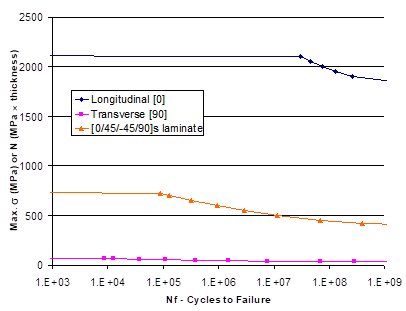 2500
2000
1500
1000
500
0
Max. σ (MPa) or N (MPa × thickness)
Longitudinal [0]
Transverse [90]
[0/45/-45/90]s laminate
1.E+03 1.E+04 1.E+05 1.E+06 1.E+07 1.E+08 1.E+09
Nf - Cycles to Failure